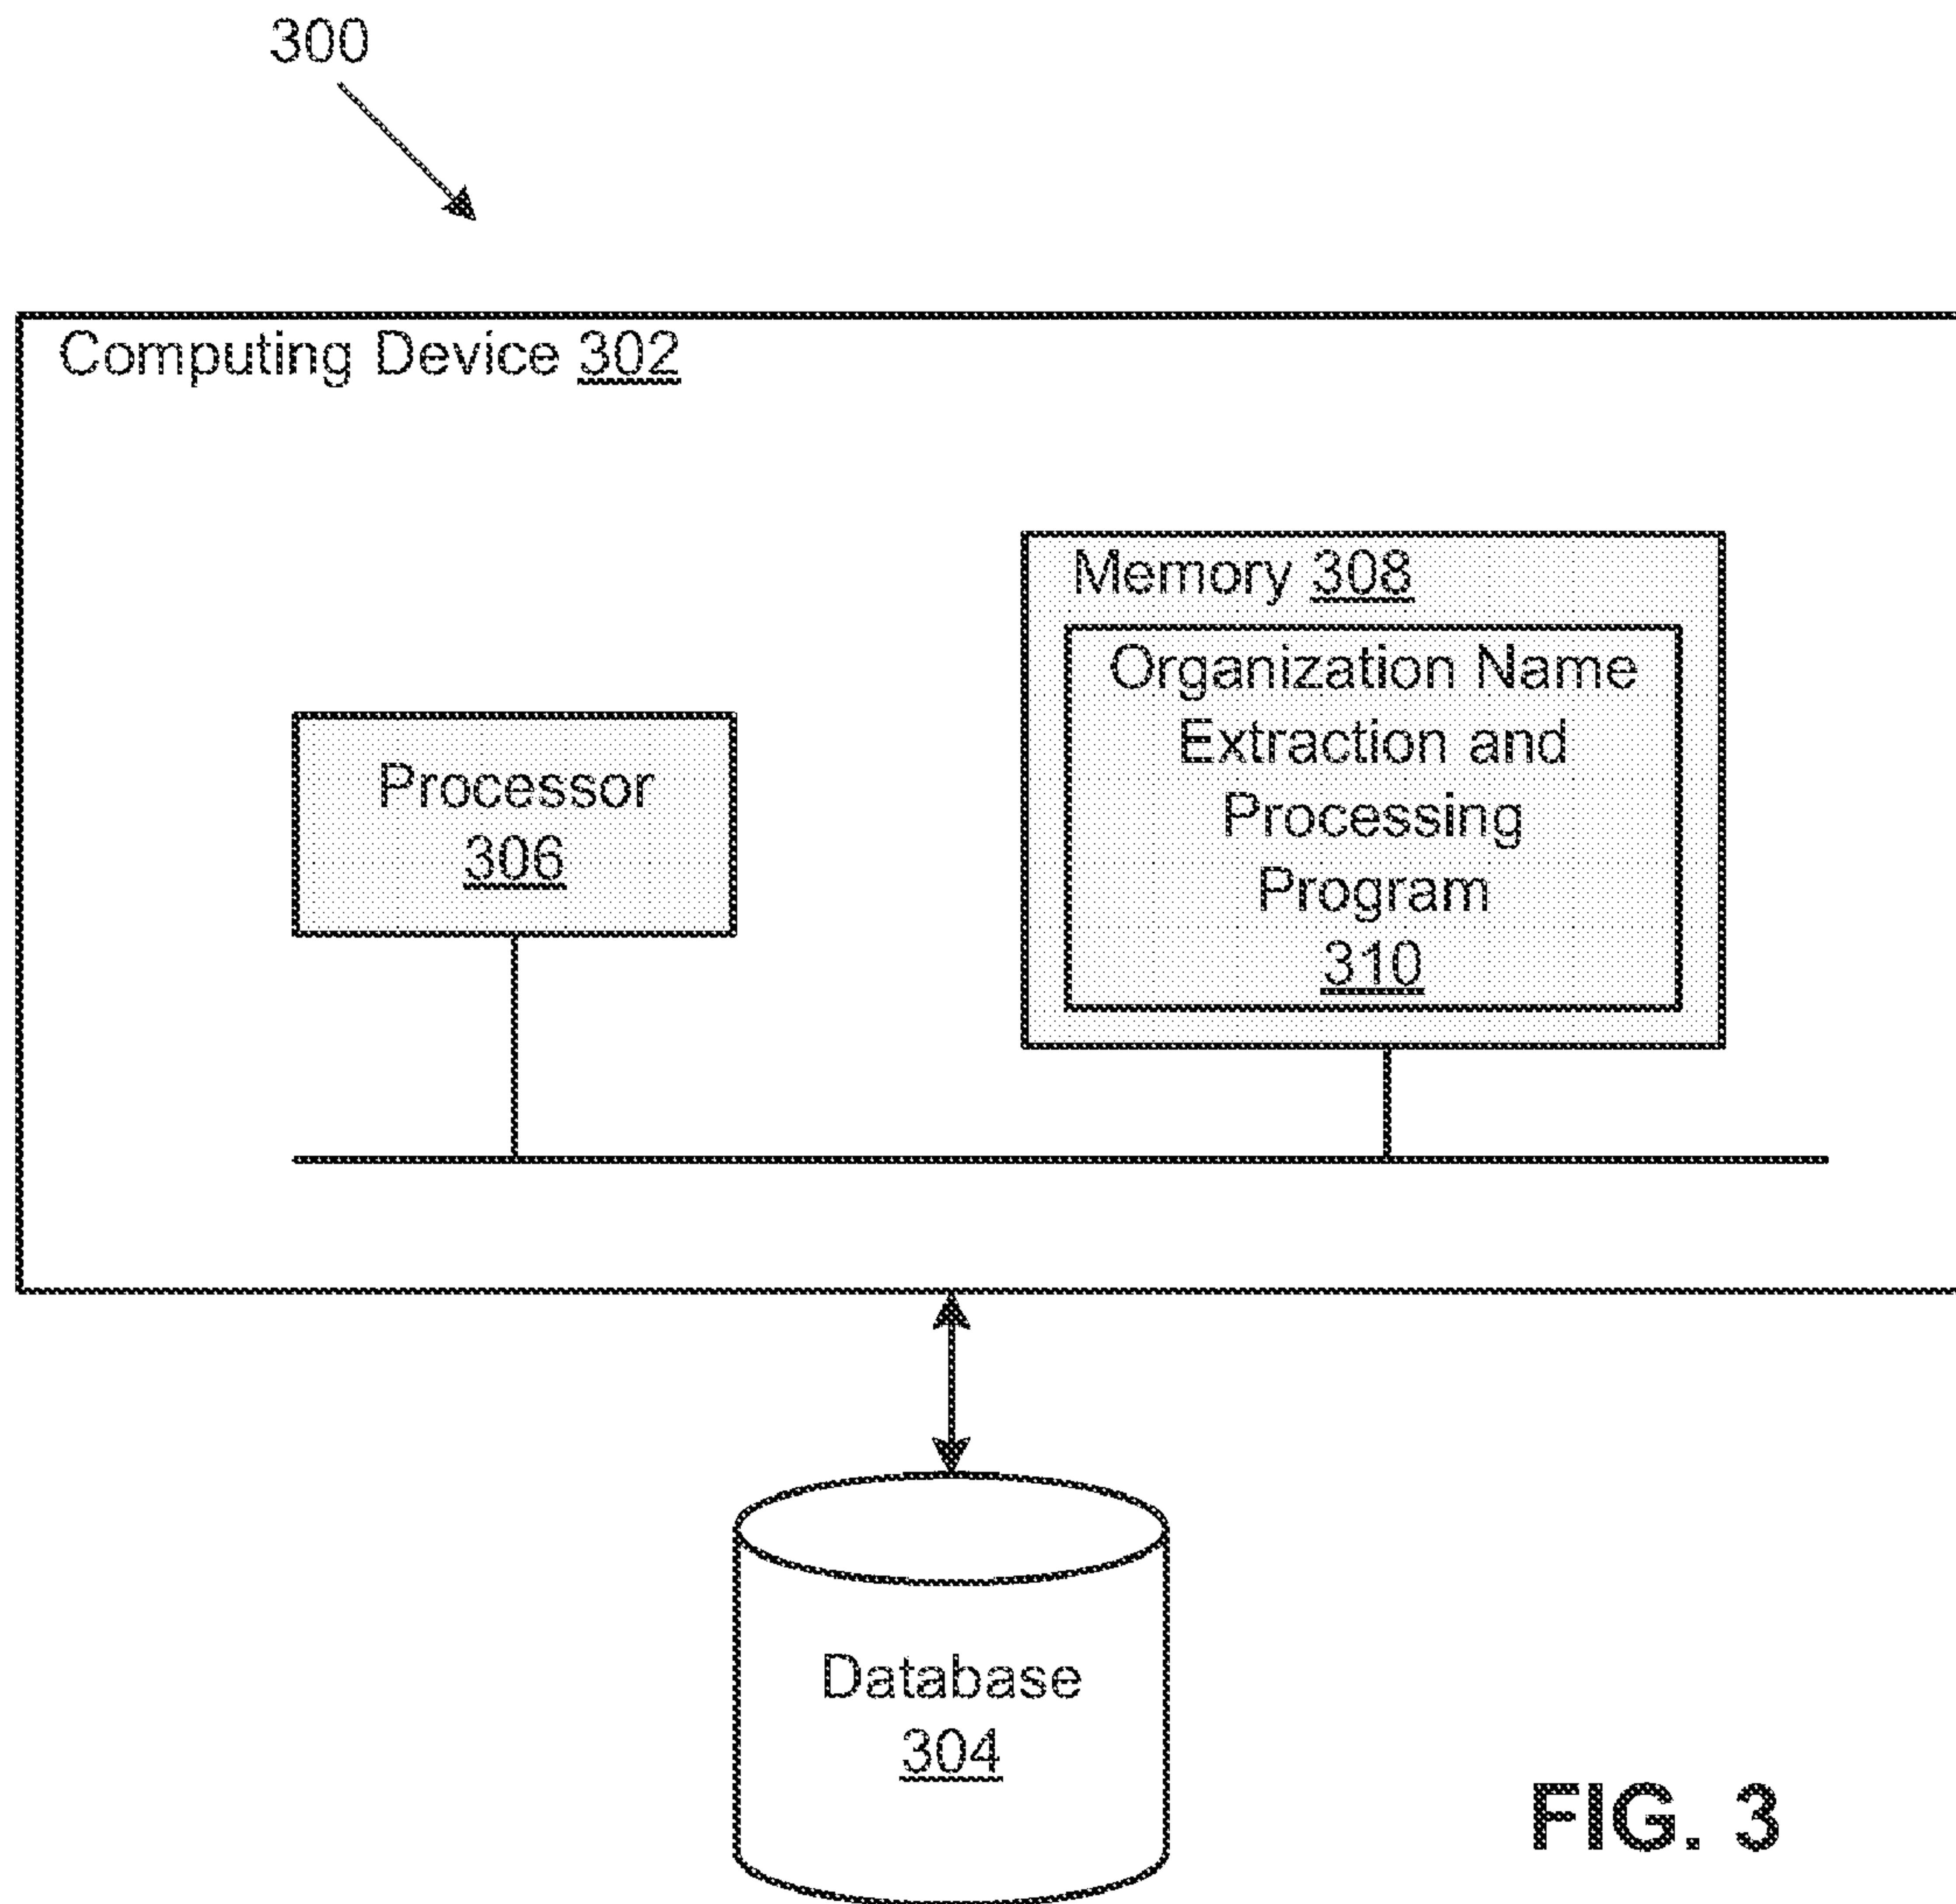 300
Computing Device 302
Memory 308
Organization Name
Extraction and
Processing
Program
310
Processor
306
Database
304
FIG. 3